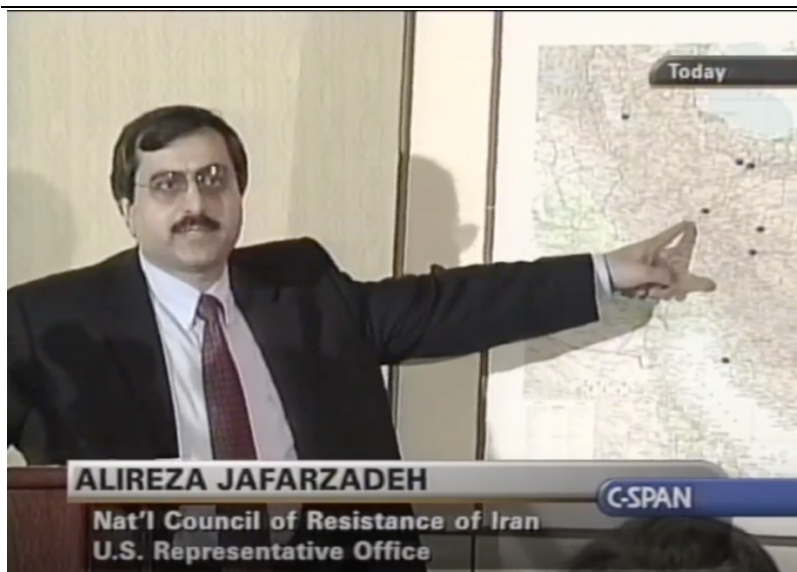 Today
ALIREZA JAFARZADEH
C-SPAN
Nat'l Council of Resistance of Iran
U.S. Representative Office